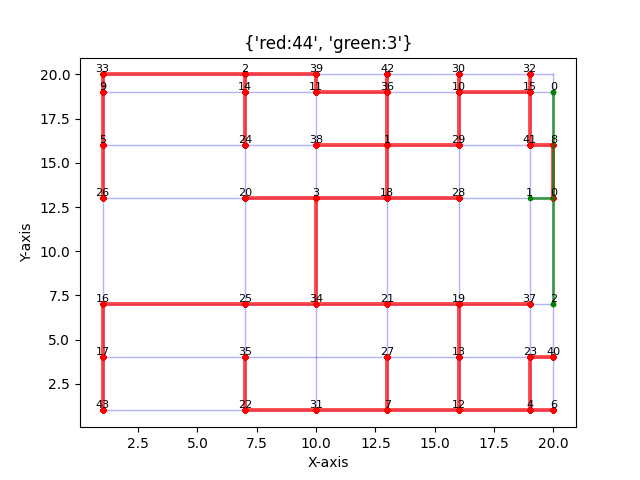 {'red:44', 'green:3'}
33 2 39 42 30 32
20.0
9 14 11 36 10 15 0
17.5
5 24 38 1 29 41 8
15.0
26 20 3 18 28 1 0
12.5
10.0
16 25 34 21 19 37 2
7.5
5.0
17 35 27 13 23 40
2.5
43 22 31 7 12 4 6
2.5 5.0 7.5 10.0 12.5 15.0 17.5 20.0
X-axis
Y-axis